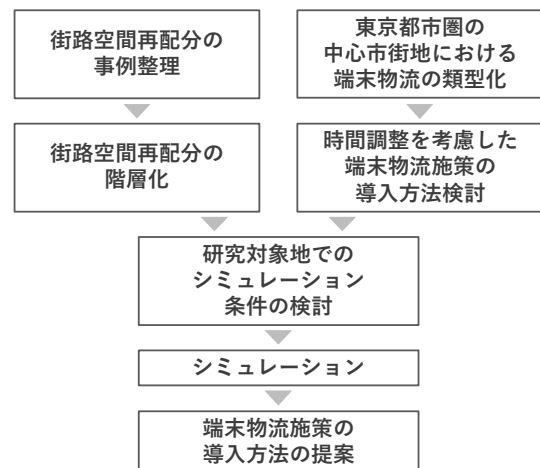 街路空間再配分の
事例整理
東京都市圏の
中心市街地における
端末物流の類型化
街路空間再配分の
階層化
時間調整を考慮した
端末物流施策の
導入方法検討
研究対象地での
シミュレーション
条件の検討
シミュレーション
端末物流施策の
導入方法の提案